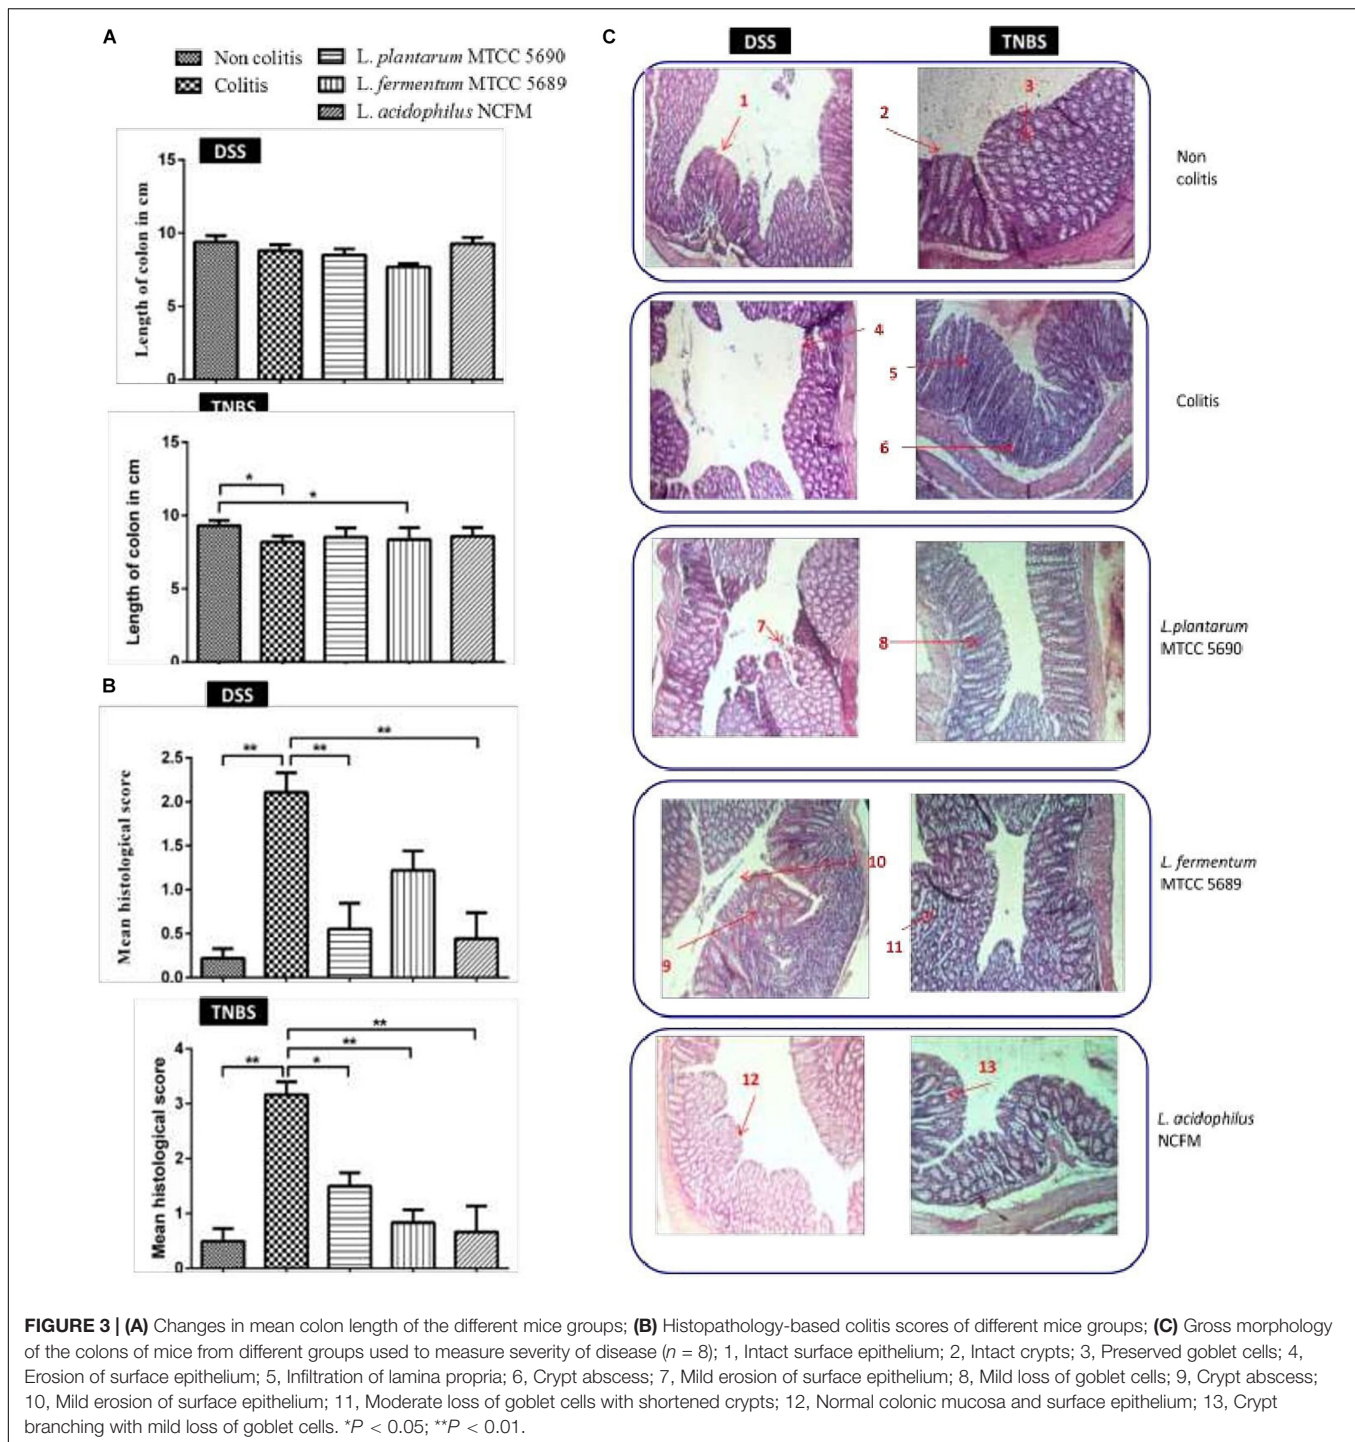 A
Non colitis
Colitis
L. plantarum MTCC 5690
L. fermentum MTCC 5689
L. acidophilus NCFM
DSS
Length of colon in cm
15
10
5
0
TNBS
Length of colon in cm
15
10
5
0
*
*
B
DSS
Mean histological score
2.5
2.0
1.5
1.0
0.5
0.0
**
**
**
TNBS
Mean histological score
4
3
2
1
0
**
*
**
**
C
DSS
TNBS
1
2
3
Non
colitis
4
5
6
Colitis
7
8
L.plantarum
MTCC 5690
9
10
11
L. fermentum
MTCC 5689
12
13
L. acidophilus
NCFM
FIGURE 3 | (A) Changes in mean colon length of the different mice groups; (B) Histopathology-based colitis scores of different mice groups; (C) Gross morphology
of the colons of mice from different groups used to measure severity of disease (n = 8); 1, Intact surface epithelium; 2, Intact crypts; 3, Preserved goblet cells; 4,
Erosion of surface epithelium; 5, Infiltration of lamina propria; 6, Crypt abscess; 7, Mild erosion of surface epithelium; 8, Mild loss of goblet cells; 9, Crypt abscess;
10, Mild erosion of surface epithelium; 11, Moderate loss of goblet cells with shortened crypts; 12, Normal colonic mucosa and surface epithelium; 13, Crypt
branching with mild loss of goblet cells. *P < 0.05; **P < 0.01.